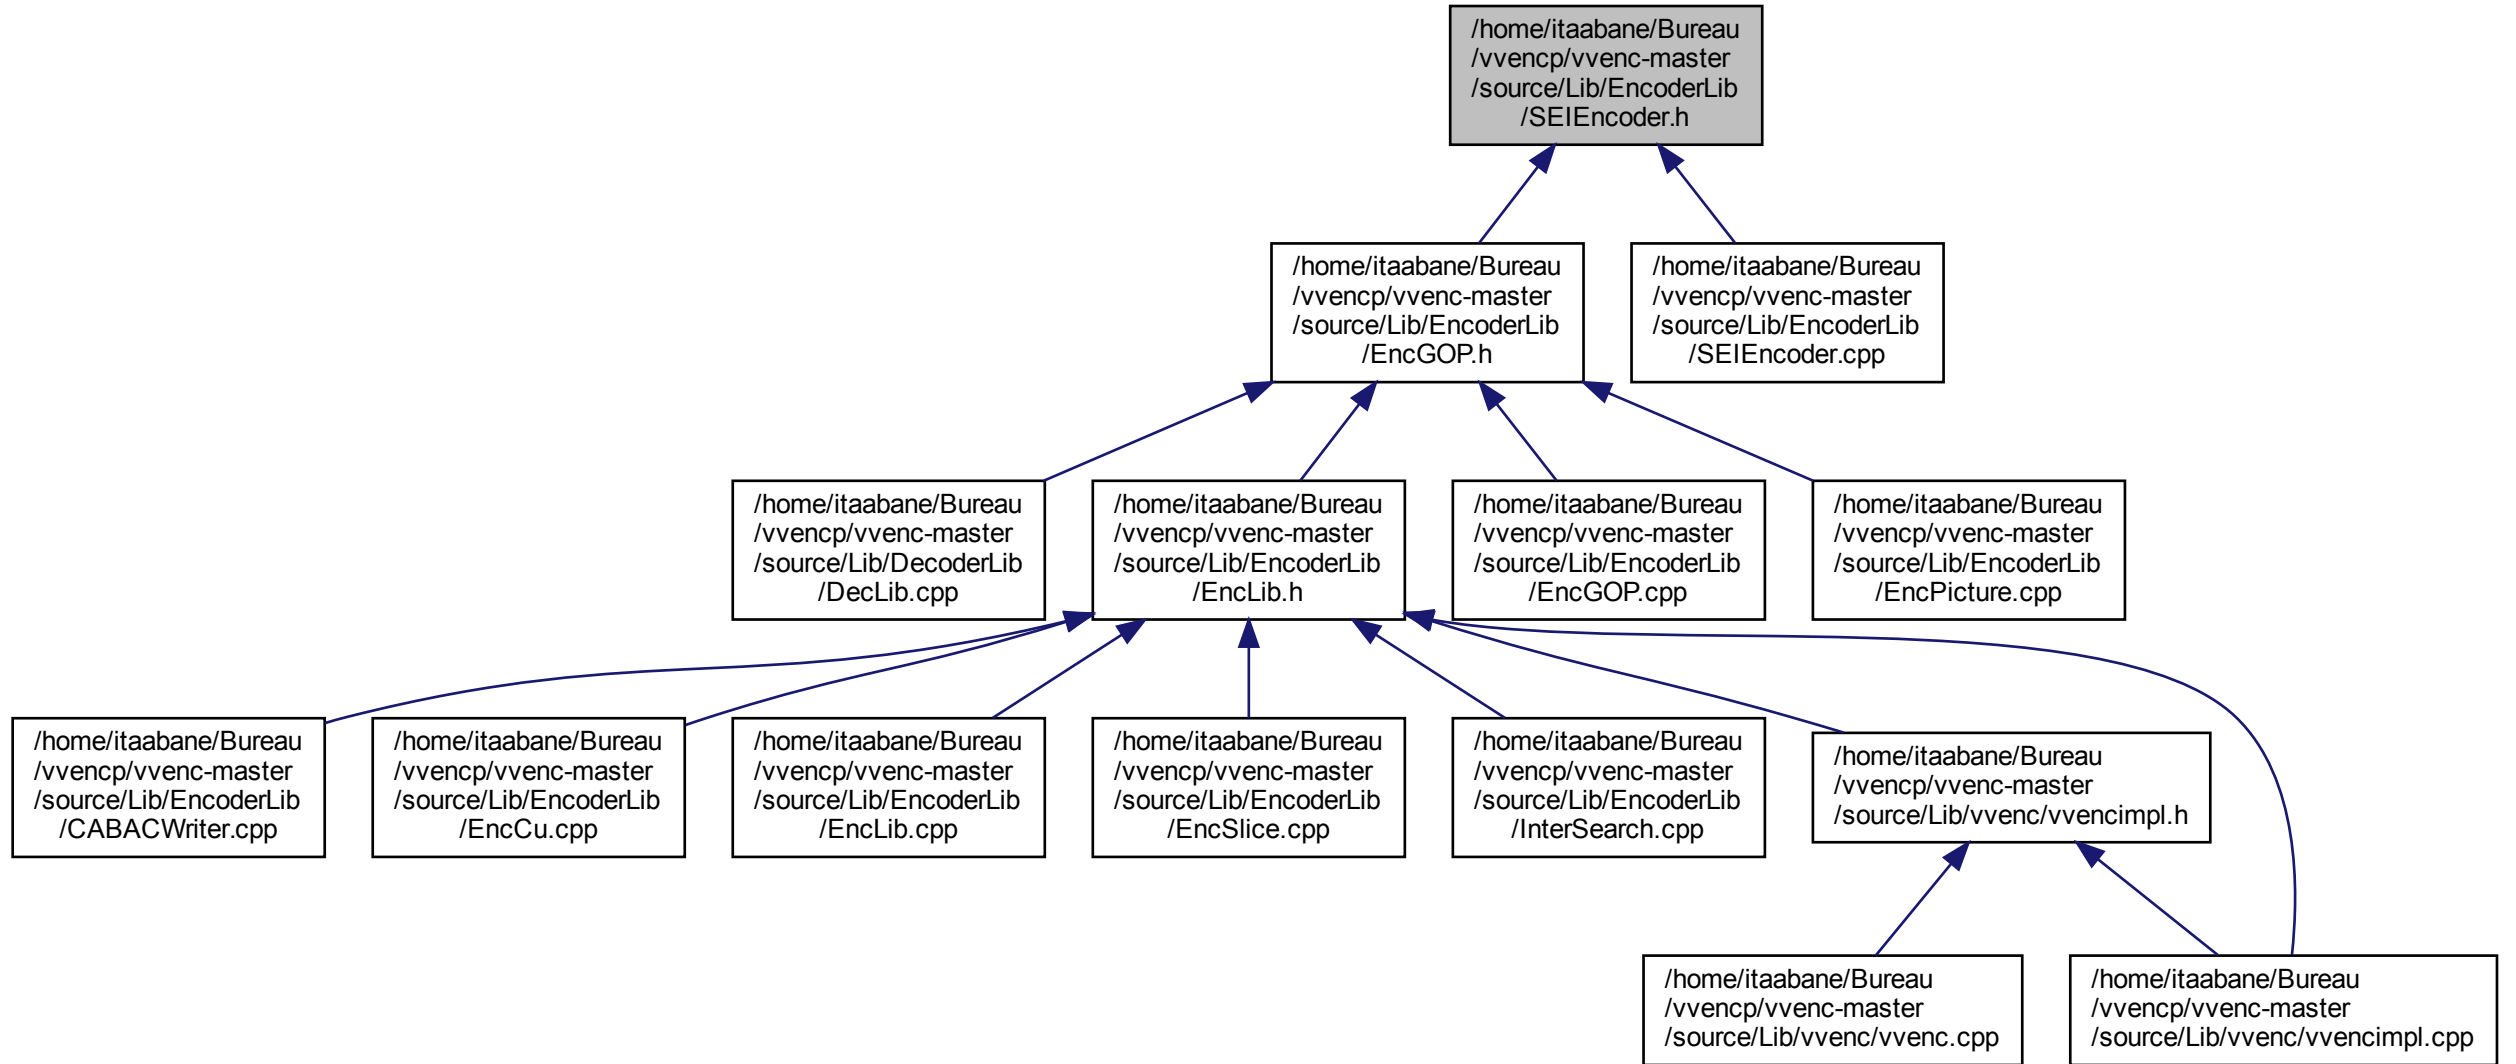 /home/itaabane/Bureau
/vvencp/vvenc-master
/source/Lib/EncoderLib
/SEIEncoder.h
/home/itaabane/Bureau
/vvencp/vvenc-master
/source/Lib/EncoderLib
/EncGOP.h
/home/itaabane/Bureau
/vvencp/vvenc-master
/source/Lib/EncoderLib
/SEIEncoder.cpp
/home/itaabane/Bureau
/vvencp/vvenc-master
/source/Lib/DecoderLib
/DecLib.cpp
/home/itaabane/Bureau
/vvencp/vvenc-master
/source/Lib/EncoderLib
/EncLib.h
/home/itaabane/Bureau
/vvencp/vvenc-master
/source/Lib/EncoderLib
/EncGOP.cpp
/home/itaabane/Bureau
/vvencp/vvenc-master
/source/Lib/EncoderLib
/EncPicture.cpp
/home/itaabane/Bureau
/vvencp/vvenc-master
/source/Lib/EncoderLib
/CABACWriter.cpp
/home/itaabane/Bureau
/vvencp/vvenc-master
/source/Lib/EncoderLib
/EncCu.cpp
/home/itaabane/Bureau
/vvencp/vvenc-master
/source/Lib/EncoderLib
/EncLib.cpp
/home/itaabane/Bureau
/vvencp/vvenc-master
/source/Lib/EncoderLib
/EncSlice.cpp
/home/itaabane/Bureau
/vvencp/vvenc-master
/source/Lib/EncoderLib
/InterSearch.cpp
/home/itaabane/Bureau
/vvencp/vvenc-master
/source/Lib/vvenc/vvencimpl.h
/home/itaabane/Bureau
/vvencp/vvenc-master
/source/Lib/vvenc/vvenc.cpp
/home/itaabane/Bureau
/vvencp/vvenc-master
/source/Lib/vvenc/vvencimpl.cpp